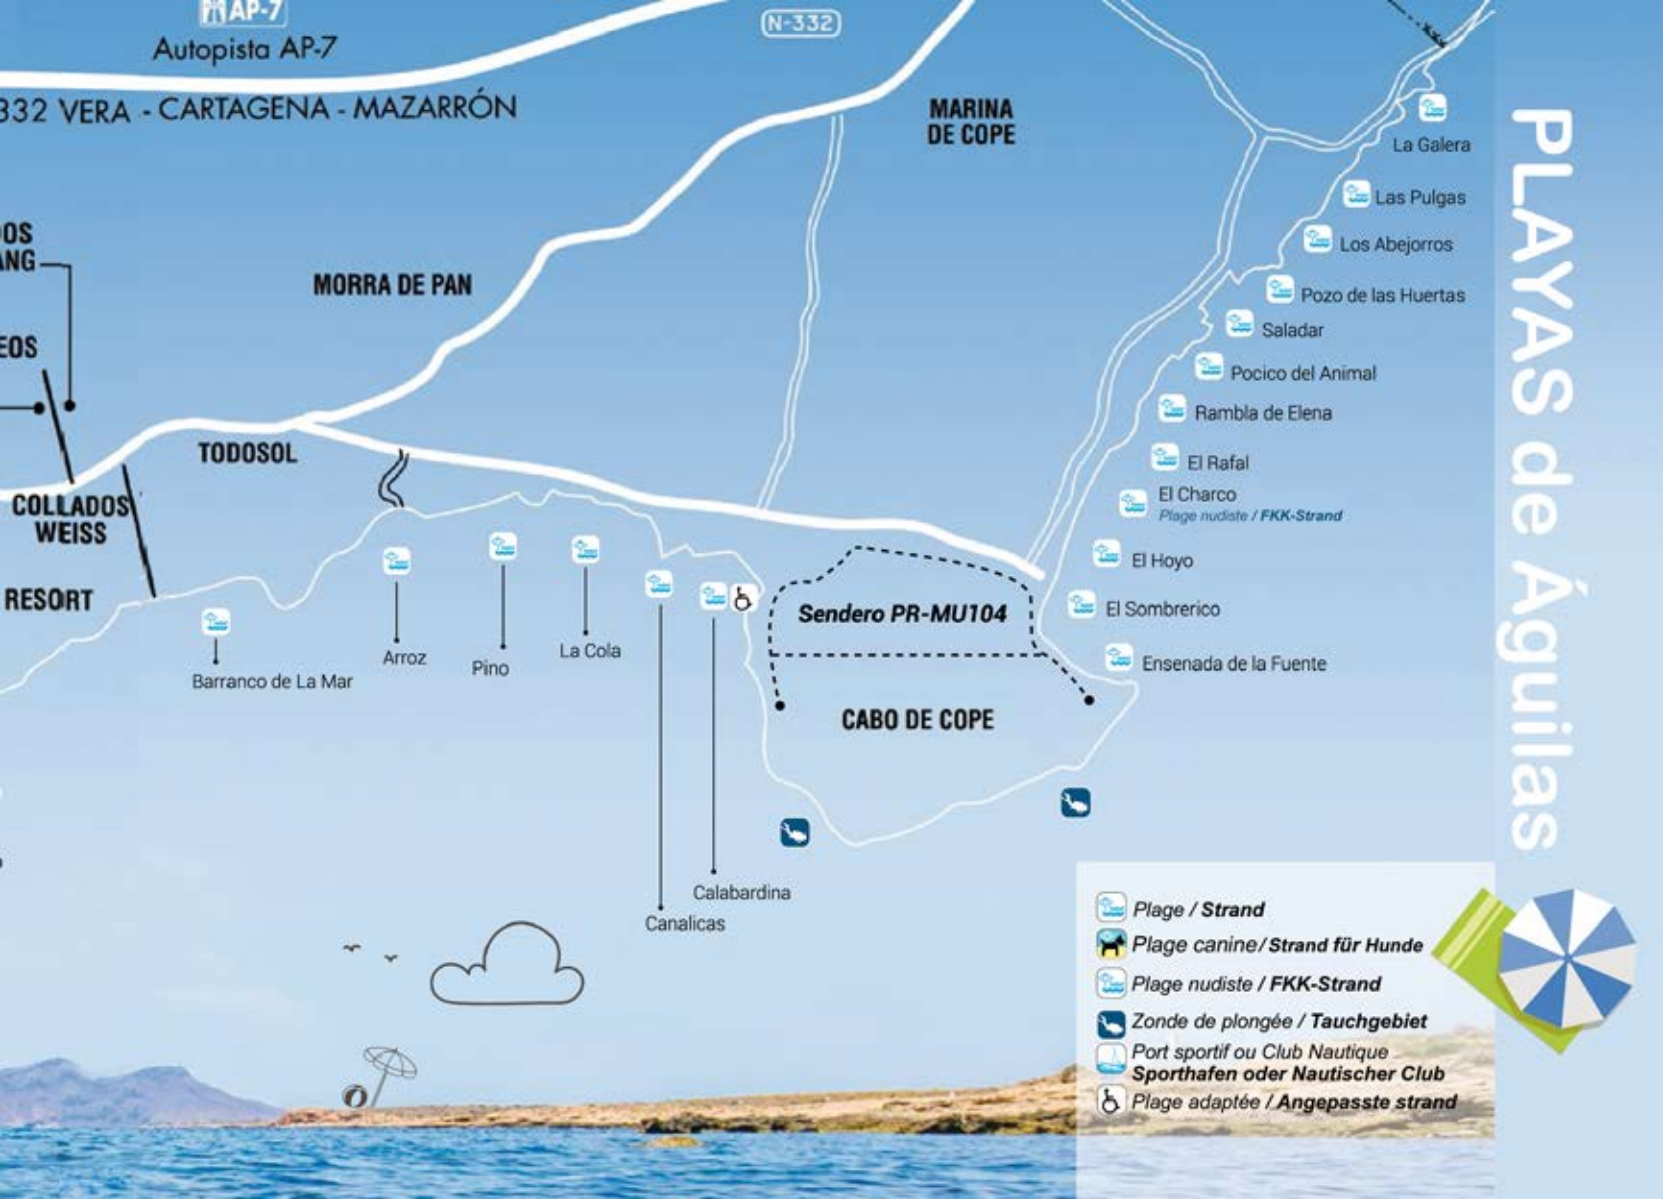 AP-7
Autopista AP-7
N-332
332 VERA - CARTAGENA - MAZARRÓN
MARINA
DE COPE
La Galera
Las Pulgas
Los Abejorros
Pozo de las Huertas
Saladar
Pocico del Animal
Rambla de Elena
El Rafal
El Charco
Plage nudiste / FKK-Strand
El Hoyo
El Sombrerico
Ensenada de la Fuente
MORRA DE PAN
TODOSOL
COLLADOS
WEISS
RESORT
Barranco de La Mar
Arroz
Pino
La Cola
Canalicas
Calabardina
Sendero PR-MU104
CABO DE COPE
PLAYAS de Águilas
Plage / Strand
Plage canine / Strand für Hunde
Plage nudiste / FKK-Strand
Zonde de plongée / Tauchgebiet
Port sportif ou Club Nautique
Sporthafen oder Nautischer Club
Plage adaptée / Angepasste strand